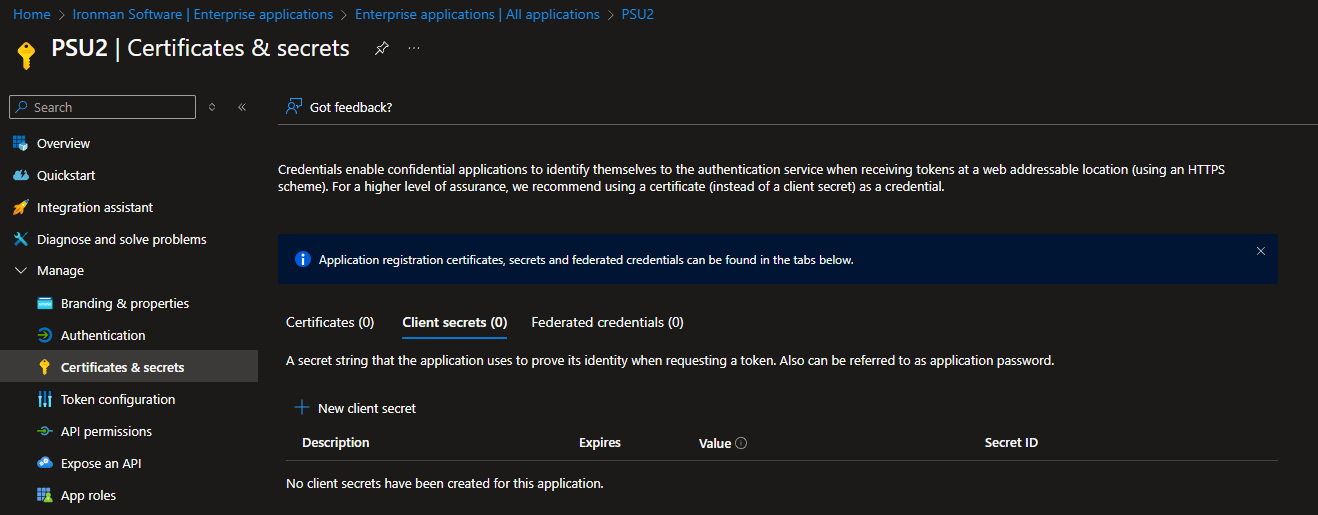 Home > Ironman Software | Enterprise applications > Enterprise applications | All applications > PSU2
PSU2 | Certificates & secrets
Search
Overview
Quickstart
Integration assistant
Diagnose and solve problems
Manage
Branding & properties
Authentication
Certificates & secrets
Token configuration
API permissions
Expose an API
App roles
Got feedback?
Credentials enable confidential applications to identify themselves to the authentication service when receiving tokens at a web addressable location (using an HTTPS
scheme). For a higher level of assurance, we recommend using a certificate (instead of a client secret) as a credential.
Application registration certificates, secrets and federated credentials can be found in the tabs below.
Certificates (0) Client secrets (0) Federated credentials (0)
A secret string that the application uses to prove its identity when requesting a token. Also can be referred to as application password.
New client secret
Description Expires Value Secret ID
No client secrets have been created for this application.